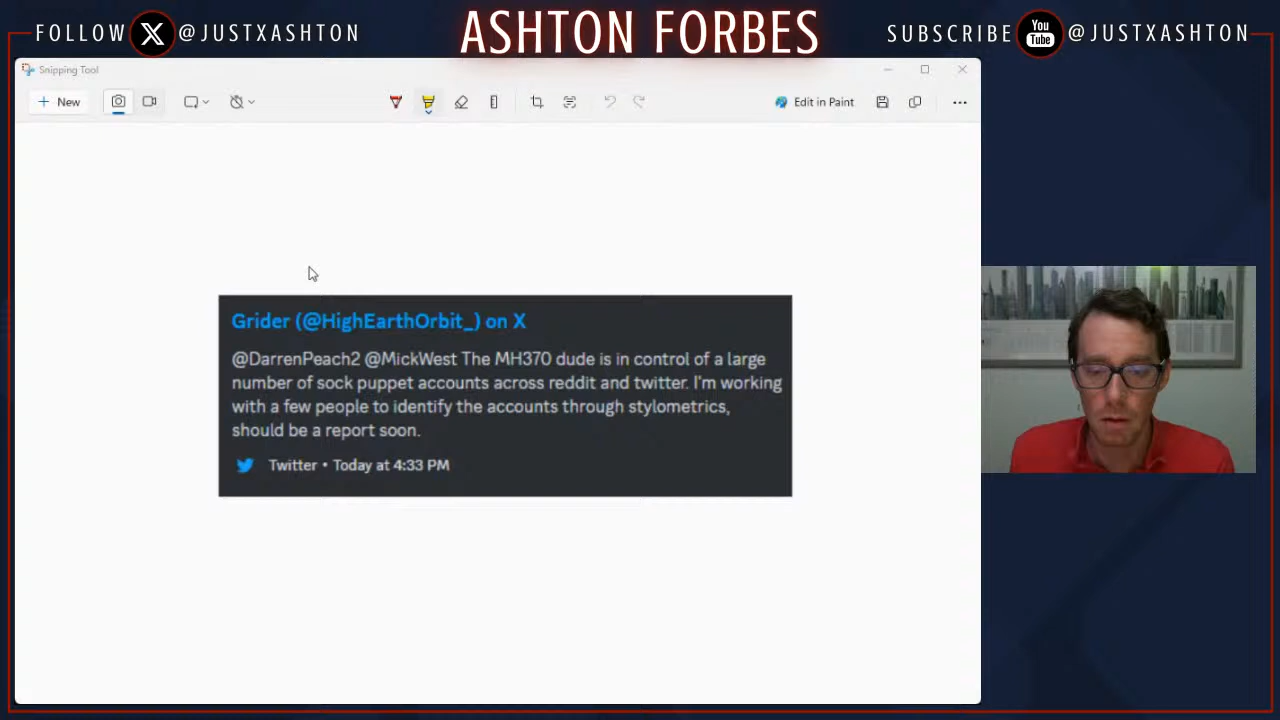 FOLLOW @JUSTXASHTON
ASHTON FORBES
SUBSCRIBE You Tube @JUSTXASHTON
Snipping Tool
New
Edit in Paint
Grider (@HighEarthOrbit_) on X
@DarrenPeach2 @MickWest The MH370 dude is in control of a large
number of sock puppet accounts across reddit and twitter. I'm working
with a few people to identify the accounts through stylometrics,
should be a report soon.
Twitter • Today at 4:33 PM